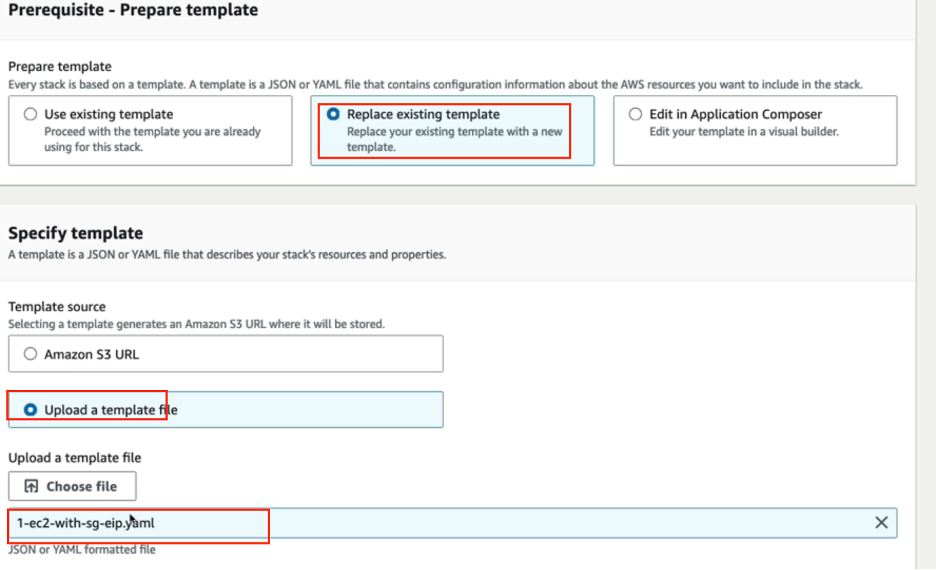 Prerequisite - Prepare template
Prepare template
Every stack is based on a template. A template is a JSON or YAML file that contains configuration information about the AWS resources you want to include in the stack.
Use existing template
Proceed with the template you are already
using for this stack.
Replace existing template
Replace your existing template with a new
template.
Edit in Application Composer
Edit your template in a visual builder.
Specify template
A template is a JSON or YAML file that describes your stack's resources and properties.
Template source
Selecting a template generates an Amazon S3 URL where it will be stored.
Amazon S3 URL
Upload a template file
Upload a template file
Choose file
1-ec2-with-sg-eip.yaml
JSON or YAML formatted file